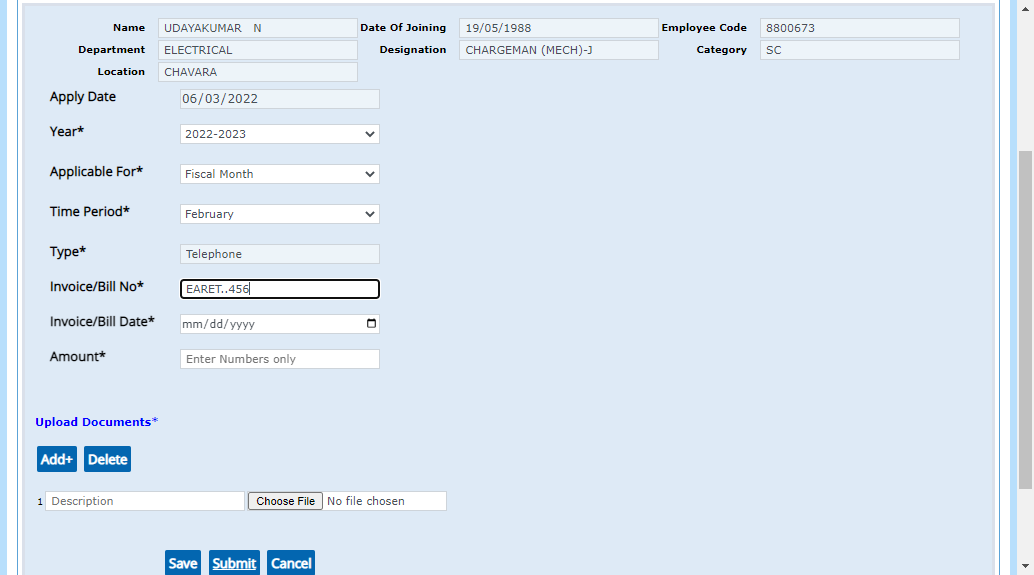 Name UDAYAKUMAR N Date Of Joining 19/05/1988 Employee Code 8800673
Department ELECTRICAL Designation CHARGEMAN (MECH)-J Category SC
Location CHAVARA
Apply Date 06/03/2022
Year* 2022-2023
Applicable For* Fiscal Month
Time Period* February
Type* Telephone
Invoice/Bill No* EARET..456
Invoice/Bill Date* mm/dd/yyyy
Amount* Enter Numbers only
Upload Documents*
Add+ Delete
1 Description Choose File No file chosen
Save Submit Cancel